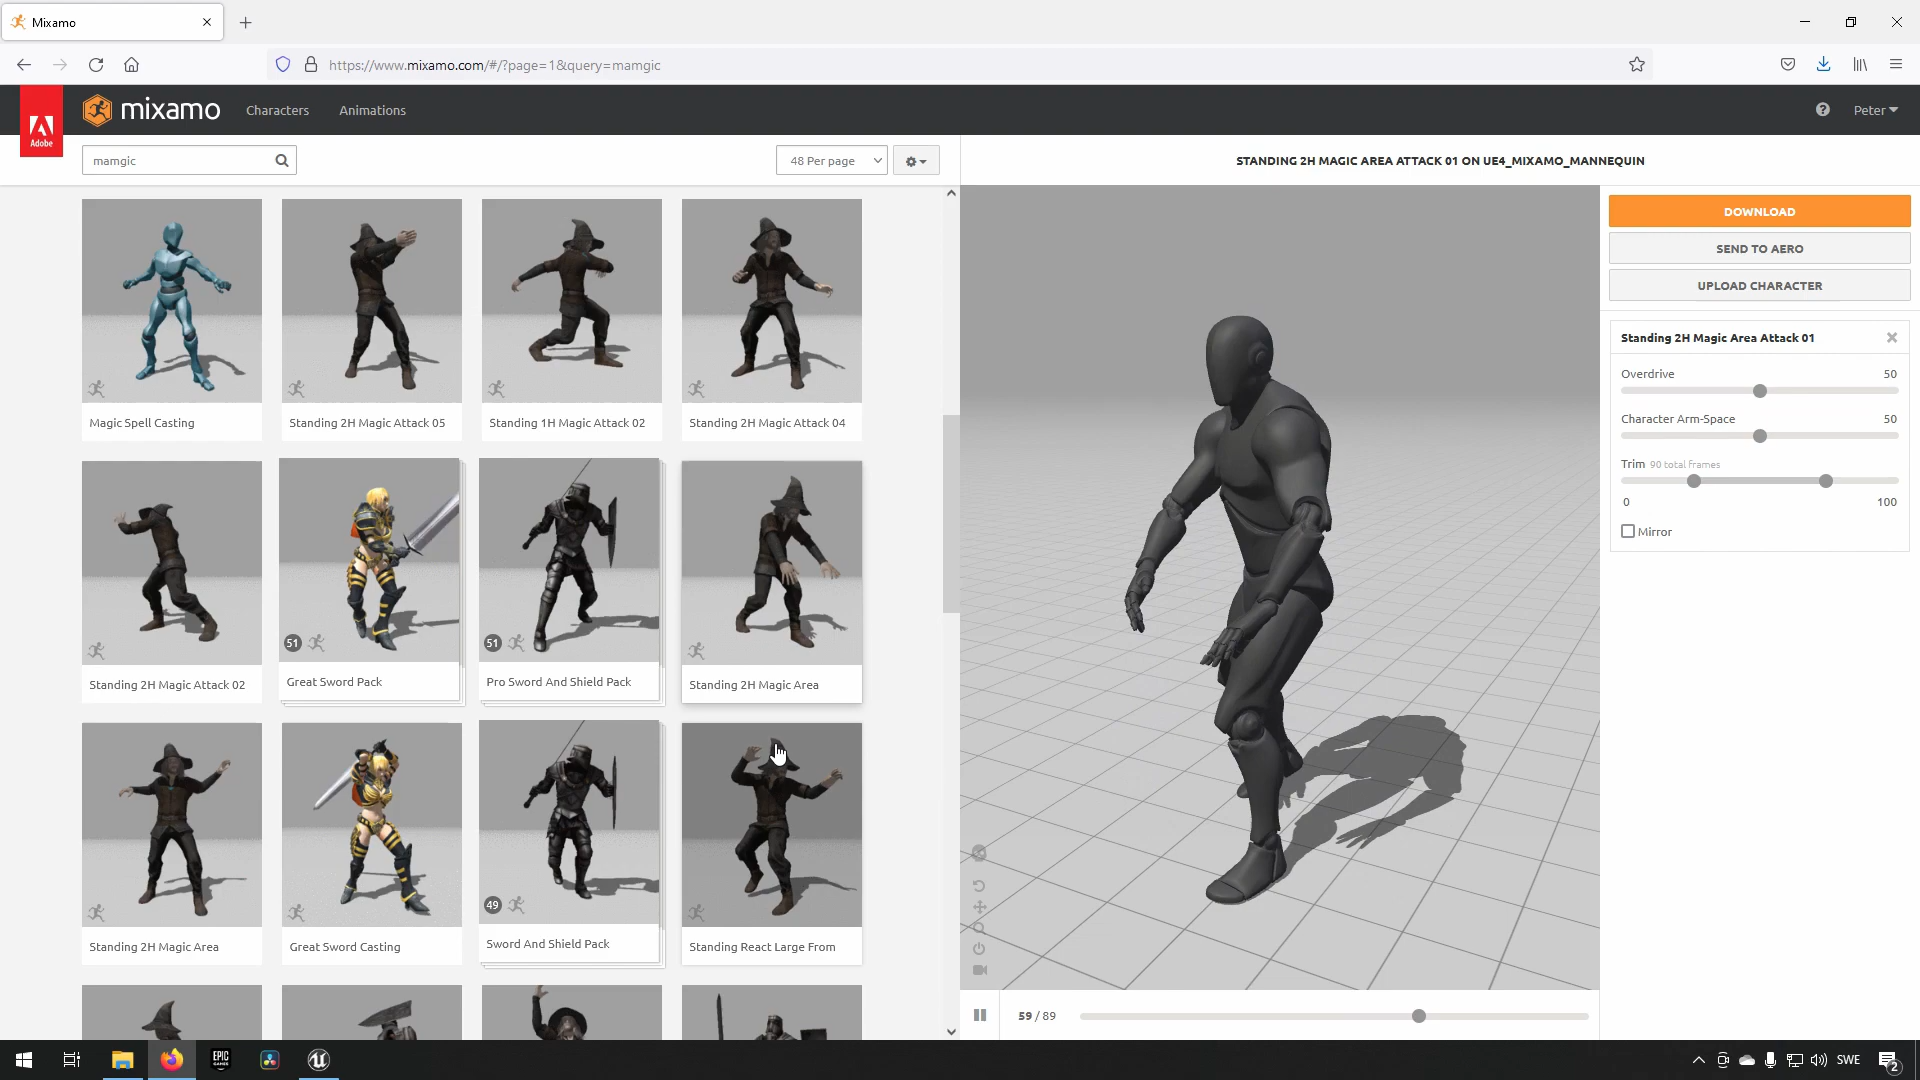 Mixamo
https://www.mixamo.com/#/?page=1&query=mamgic
Adobe
mixamo
Characters
Animations
Peter
mamgic
48 Per page
STANDING 2H MAGIC AREA ATTACK 01 ON UE4_MIXAMO_MANNEQUIN
Magic Spell Casting
Standing 2H Magic Attack 05
Standing 1H Magic Attack 02
Standing 2H Magic Attack 04
51
51
Standing 2H Magic Attack 02
Great Sword Pack
Pro Sword And Shield Pack
Standing 2H Magic Area
49
Standing 2H Magic Area
Great Sword Casting
Sword And Shield Pack
Standing React Large From
DOWNLOAD
SEND TO AERO
UPLOAD CHARACTER
Standing 2H Magic Area Attack 01
Overdrive 50
Character Arm-Space 50
Trim 90 total Frames
0 100
Mirror
59 / 89
EPIC GAMES
SWE
2